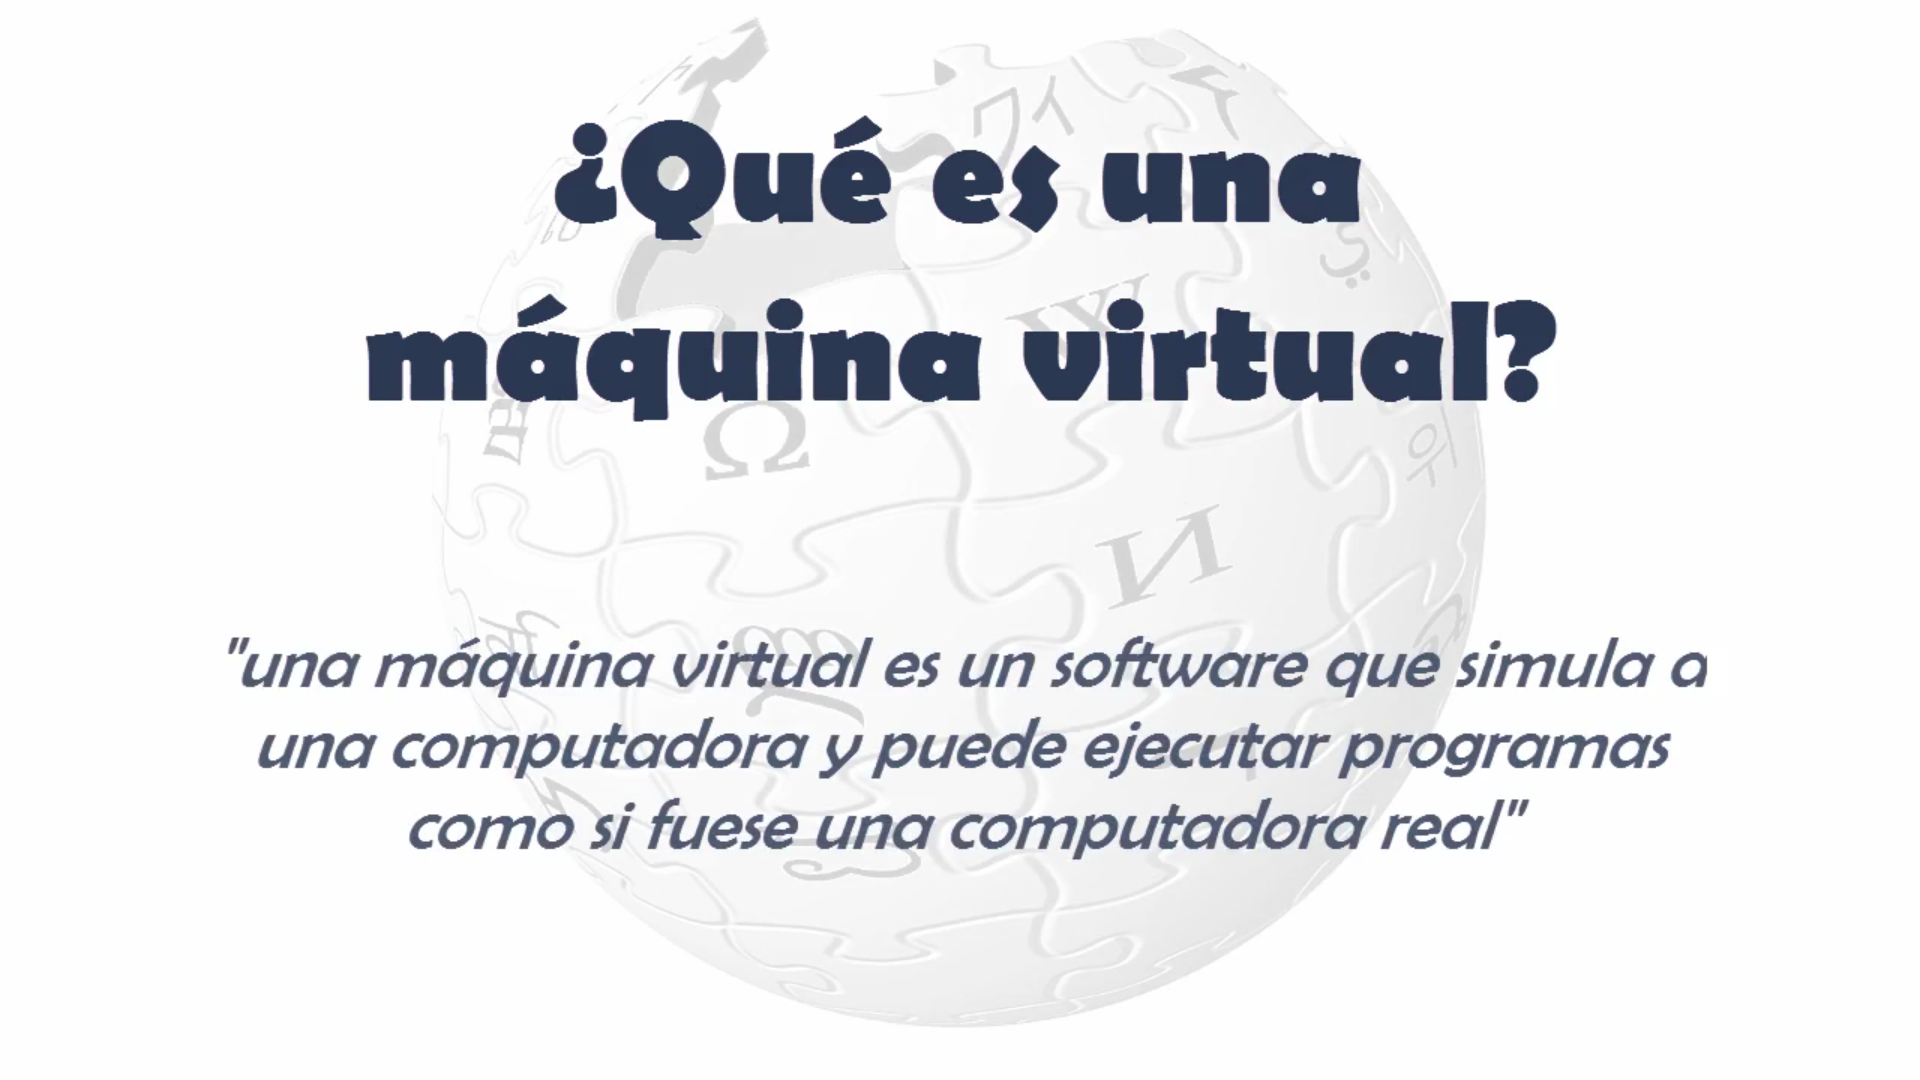 ¿Qué es una
máquina virtual?
Ω
W
И
"una máquina virtual es un software que simula a
una computadora y puede ejecutar programas
como si fuese una computadora real"